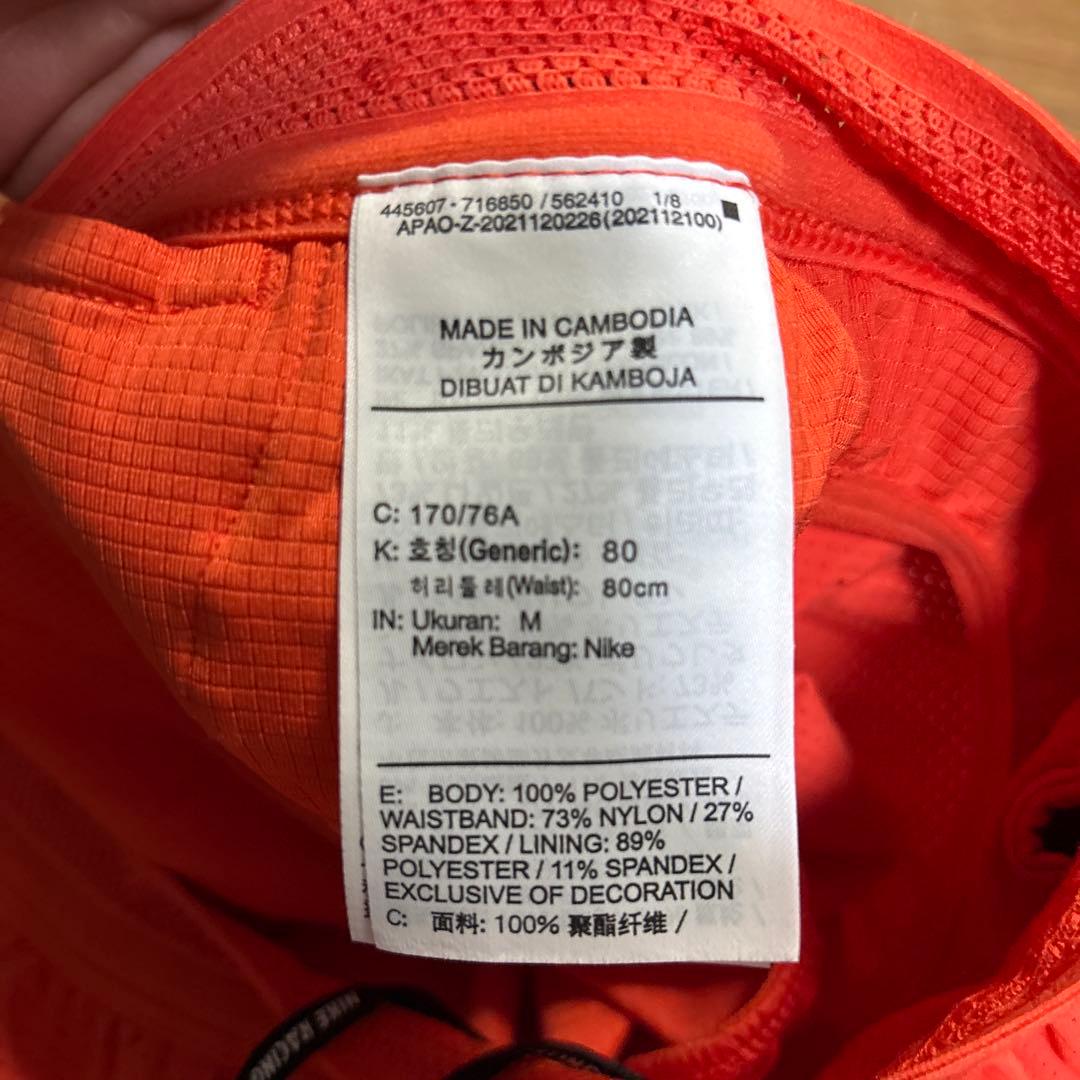 445607-716850 / 562410 1/8
APAO-Z-2021120226(202112100)
MADE IN CAMBODIA
カンボジア製
DIBUAT DI KAMBOJA
C: 170/76A
K: 호칭(Generic): 80
허리둘레(Waist): 80cm
IN: Ukuran: M
Merek Barang: Nike
E: BODY: 100% POLYESTER /
WAISTBAND: 73% NYLON / 27%
SPANDEX / LINING: 89%
POLYESTER / 11% SPANDEX /
EXCLUSIVE OF DECORATION
C: 面料: 100% 聚酯纤维 /
NIKE RACING